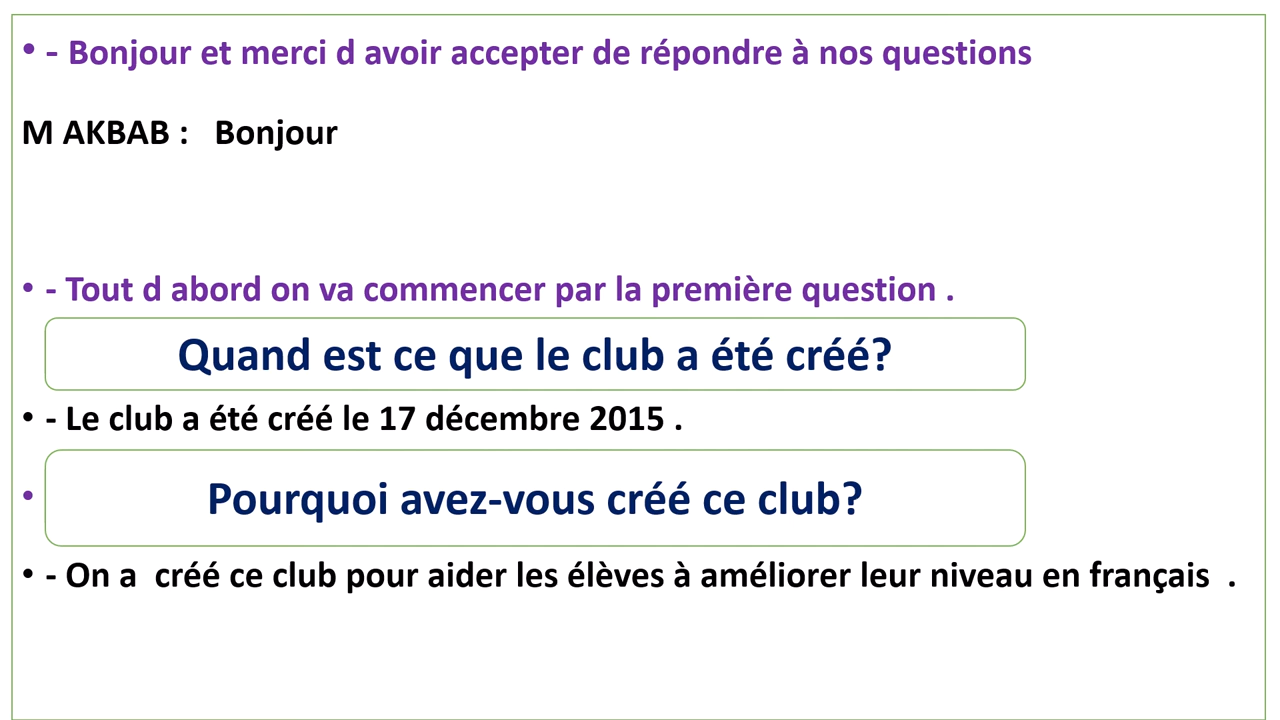 • - Bonjour et merci d avoir accepter de répondre à nos questions
M AKBAB : Bonjour
• - Tout d abord on va commencer par la première question .
Quand est ce que le club a été créé?
• - Le club a été créé le 17 décembre 2015 .
• Pourquoi avez-vous créé ce club?
• - On a créé ce club pour aider les élèves à améliorer leur niveau en français .